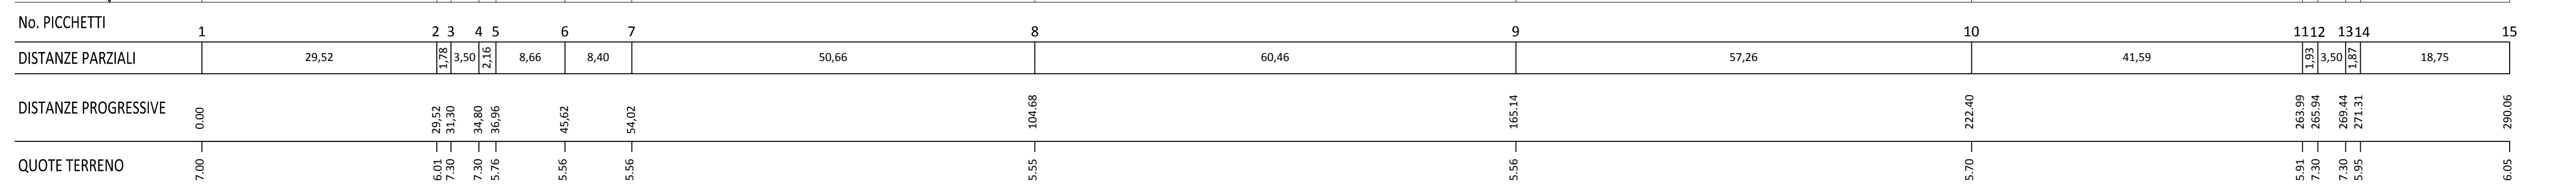 No. PICCHETTI
1 2 3 4 5 6 7 8 9 10 11 12 13 14 15
DISTANZE PARZIALI
29,52 1,78 3,50 2,16 8,66 8,40 50,66 60,46 57,26 41,59 1,93 3,50 1,87 18,75
DISTANZE PROGRESSIVE
0.00 29,52 31,30 34,80 36,96 45,62 54,02 104.68 165.14 222.40 263.99 265.94 269.44 271.31 290.06
QUOTE TERRENO
7.00 6.01 7.30 7.30 5.76 5.56 5.56 5.55 5.56 5.70 5.91 7.30 7.30 5.95 6.05